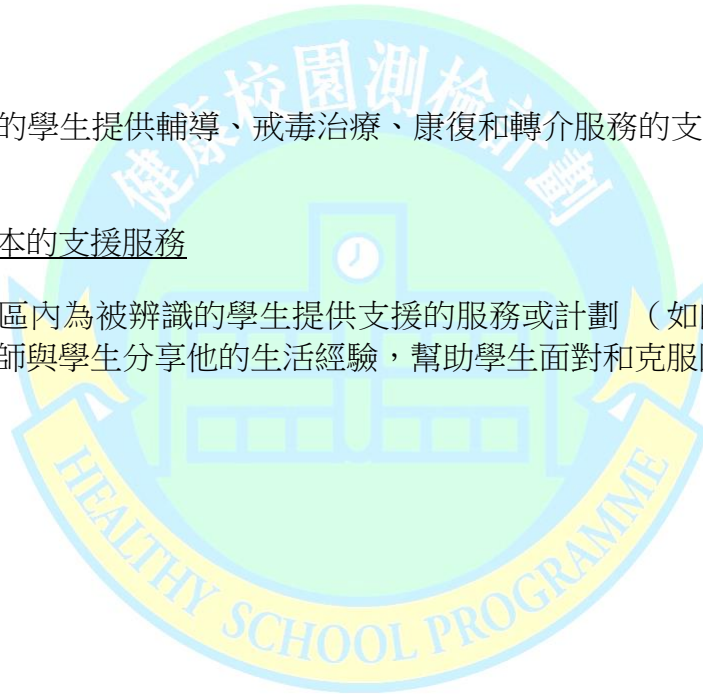 健康校園測檢計劃
的學生提供輔導、戒毒治療、康復和轉介服務的支
本的支援服務
區內為被辨識的學生提供支援的服務或計劃 （如
師與學生分享他的生活經驗，幫助學生面對和克服
HEALTHY SCHOOL PROGRAMME